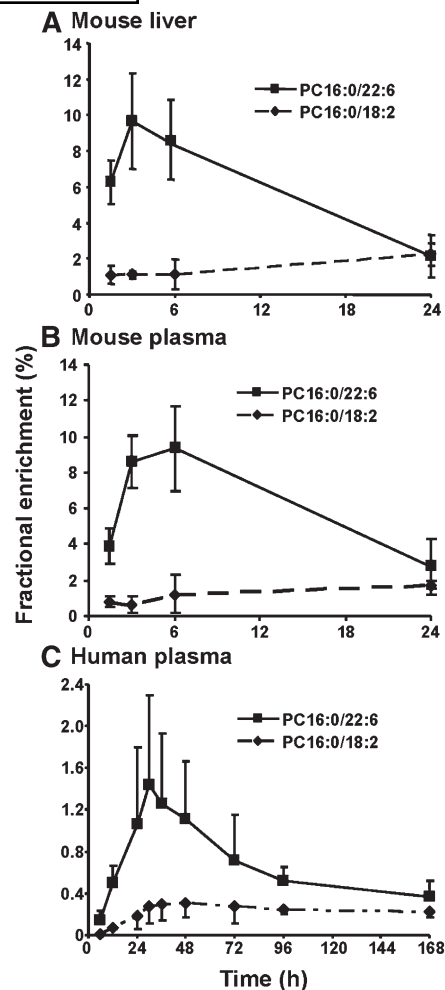 A Mouse liver
14
12
10
8
6
4
2
0
PC16:0/22:6
PC16:0/18:2
0 6 12 18 24
B Mouse plasma
14
12
10
8
6
4
2
0
PC16:0/22:6
PC16:0/18:2
0 6 12 18 24
Fractional enrichment (%)
C Human plasma
2.4
2.0
1.6
1.2
0.8
0.4
0
PC16:0/22:6
PC16:0/18:2
0 24 48 72 96 120 144 168
Time (h)